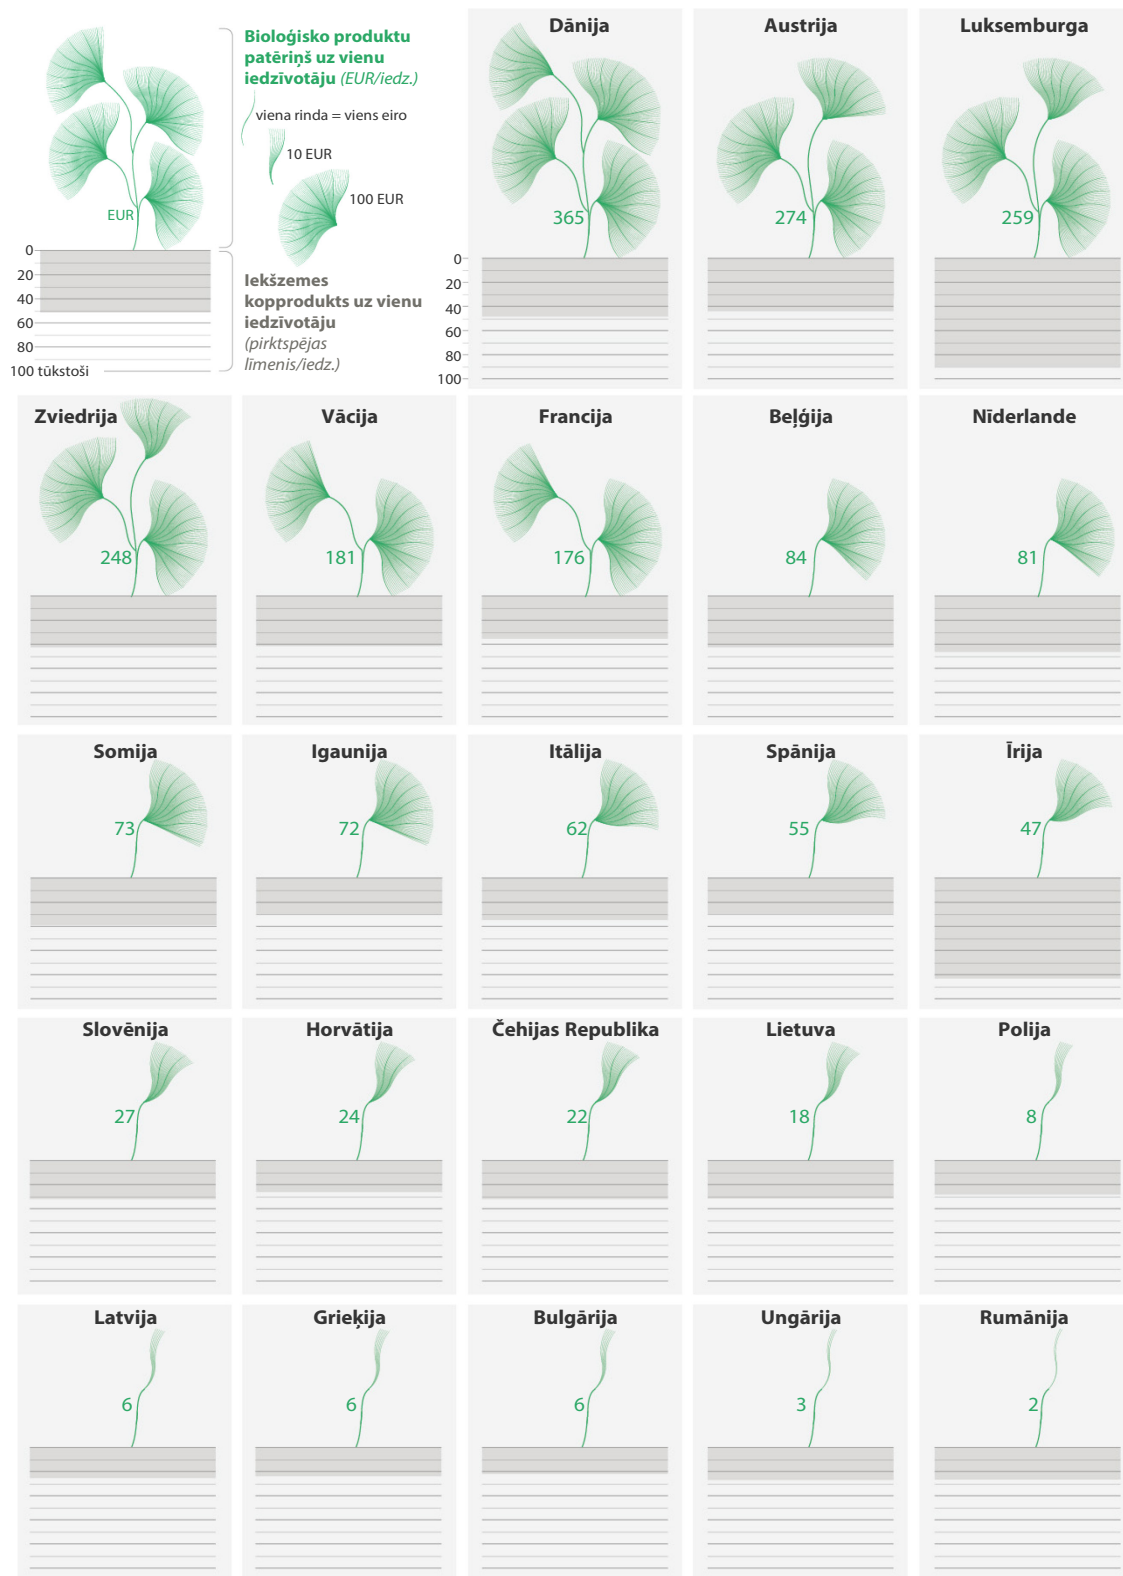 Bioloģisko produktu
patēriņš uz vienu
iedzīvotāju (EUR/iedz.)
viena rinda = viens eiro
10 EUR
100 EUR
EUR
0
20
40
60
80
100 tūkstoši
Iekšzemes
kopprodukts uz vienu
iedzīvotāju
(pirktspējas
līmenis/iedz.)
Dānija
365
0
20
40
60
80
100
Austrija
274
Luksemburga
259
Zviedrija
248
Vācija
181
Francija
176
Beļģija
84
Nīderlande
81
Somija
73
Igaunija
72
Itālija
62
Spānija
55
Īrija
47
Slovēnija
27
Horvātija
24
Čehijas Republika
22
Lietuva
18
Polija
8
Latvija
6
Grieķija
6
Bulgārija
6
Ungārija
3
Rumānija
2